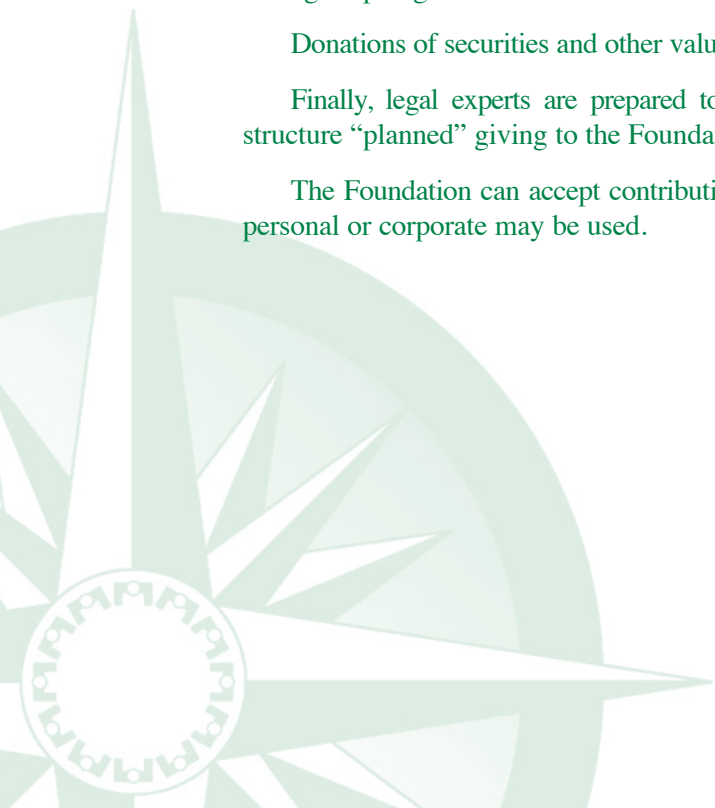 Donations of securities and other valu
Finally, legal experts are prepared to
structure “planned” giving to the Founda
The Foundation can accept contributi
personal or corporate may be used.